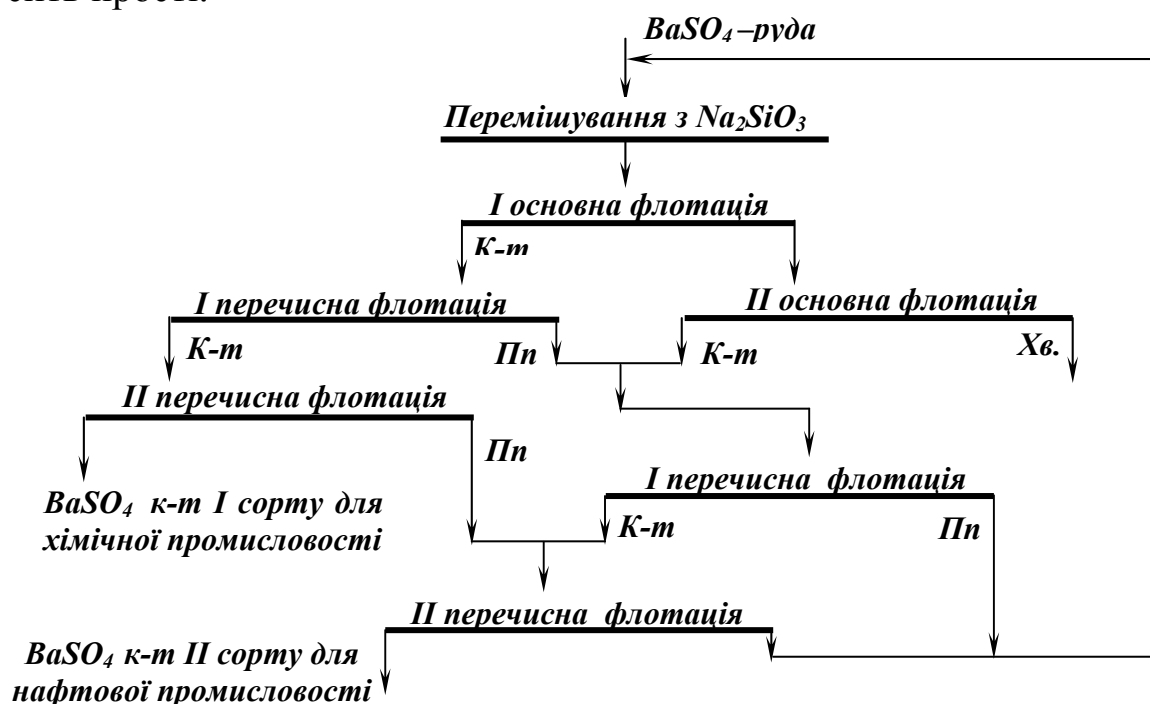 BaSO₄ –руда
Перемішування з Na₂SiO₃
I основна флотація
К-т
I перечисна флотація
II основна флотація
К-т
Пп
К-т
Хв.
II перечисна флотація
Пп
I перечисна флотація
BaSO₄ к-т I сорту для
хімічної промисловості
К-т
Пп
II перечисна флотація
BaSO₄ к-т II сорту для
нафтової промисловості